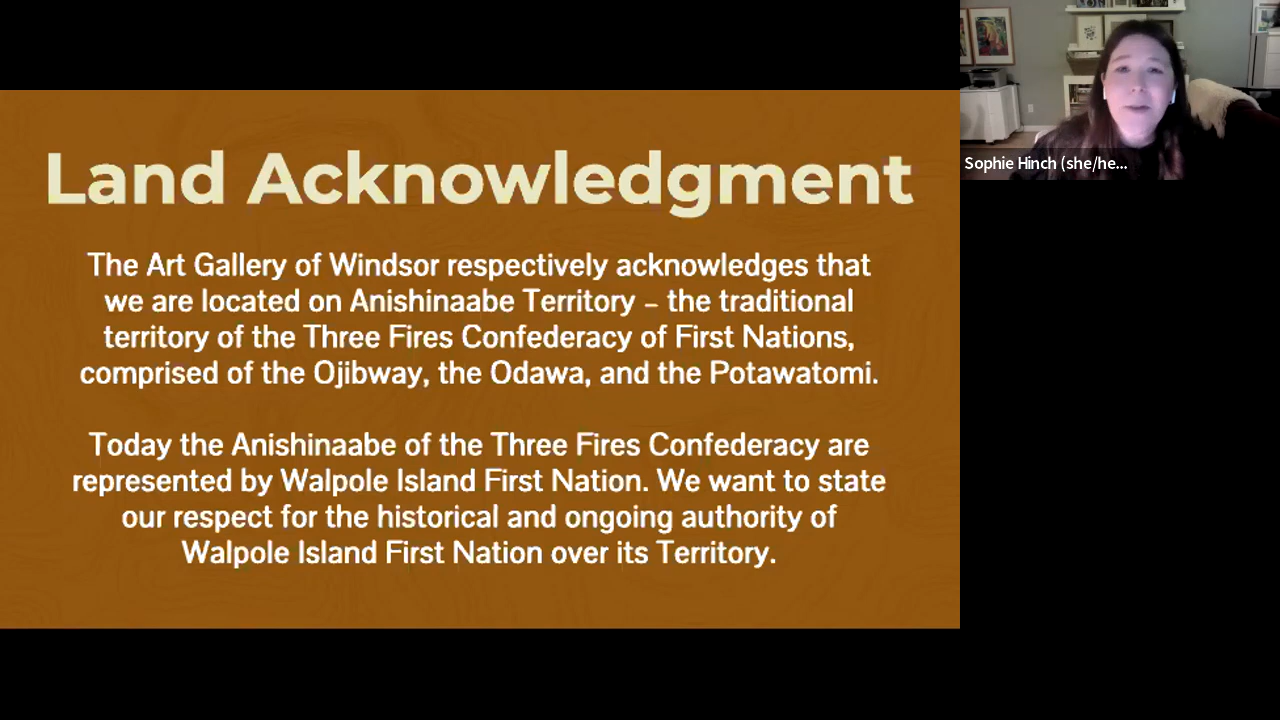 Land Acknowledgment
The Art Gallery of Windsor respectively acknowledges that
we are located on Anishinaabe Territory – the traditional
territory of the Three Fires Confederacy of First Nations,
comprised of the Ojibway, the Odawa, and the Potawatomi.
Today the Anishinaabe of the Three Fires Confederacy are
represented by Walpole Island First Nation. We want to state
our respect for the historical and ongoing authority of
Walpole Island First Nation over its Territory.
Sophie Hinch (she/he...